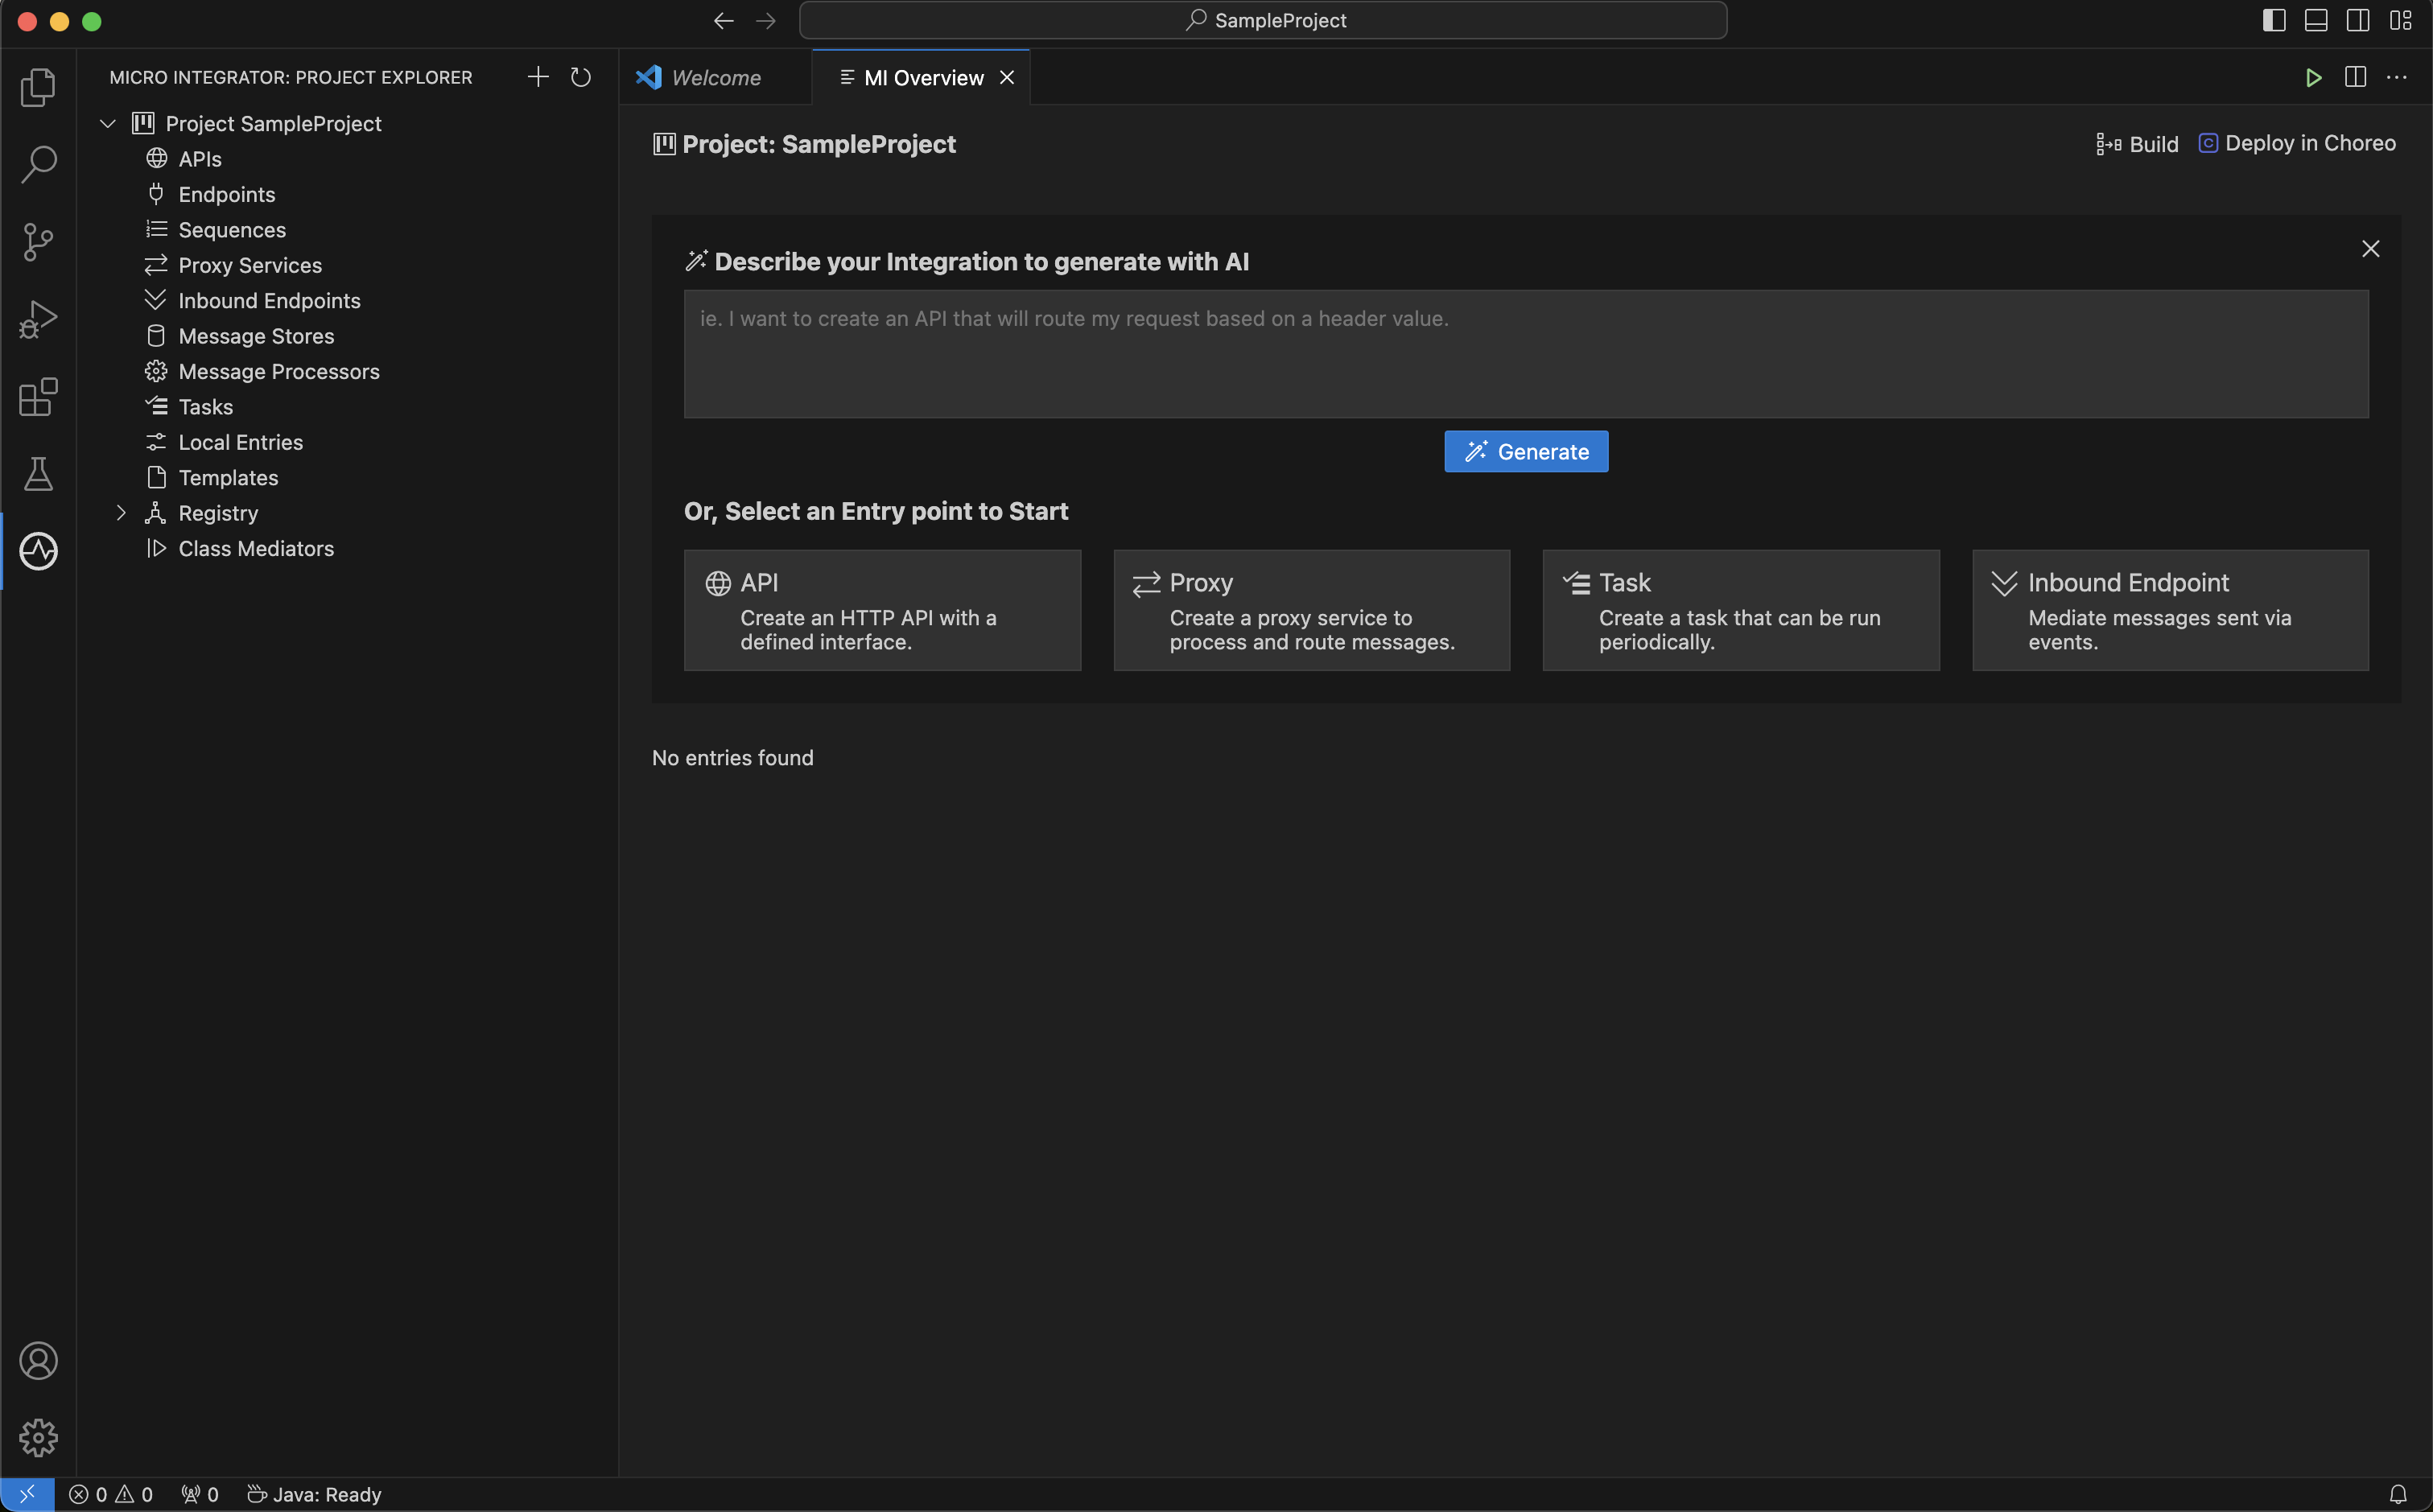 SampleProject
MICRO INTEGRATOR: PROJECT EXPLORER
Welcome
MI Overview
Project SampleProject
APIs
Endpoints
Sequences
Proxy Services
Inbound Endpoints
Message Stores
Message Processors
Tasks
Local Entries
Templates
Registry
Class Mediators
Project: SampleProject
Build
Deploy in Choreo
Describe your Integration to generate with AI
ie. I want to create an API that will route my request based on a header value.
Generate
Or, Select an Entry point to Start
API
Create an HTTP API with a
defined interface.
Proxy
Create a proxy service to
process and route messages.
Task
Create a task that can be run
periodically.
Inbound Endpoint
Mediate messages sent via
events.
No entries found
0 0 0 Java: Ready